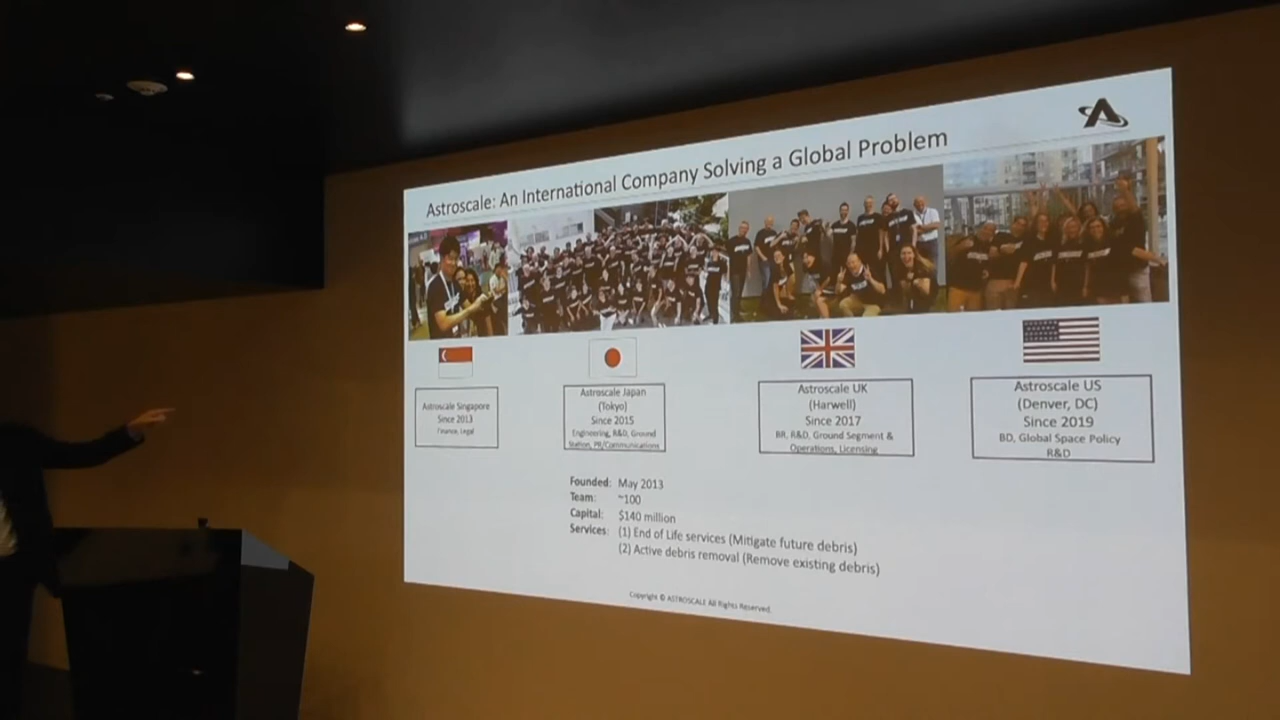 Astroscale: An International Company Solving a Global Problem
Astroscale Singapore
Since 2013
Finance, Legal
Astroscale Japan
(Tokyo)
Since 2015
Engineering, R&D, Ground
Station, PR/Communications
Astroscale UK
(Harwell)
Since 2017
BR, R&D, Ground Segment &
Operations, Licensing
Astroscale US
(Denver, DC)
Since 2019
BD, Global Space Policy
R&D
Founded: May 2013
Team: ~100
Capital: $140 million
Services: (1) End of Life services (Mitigate future debris)
(2) Active debris removal (Remove existing debris)
Copyright © ASTROSCALE All Rights Reserved.